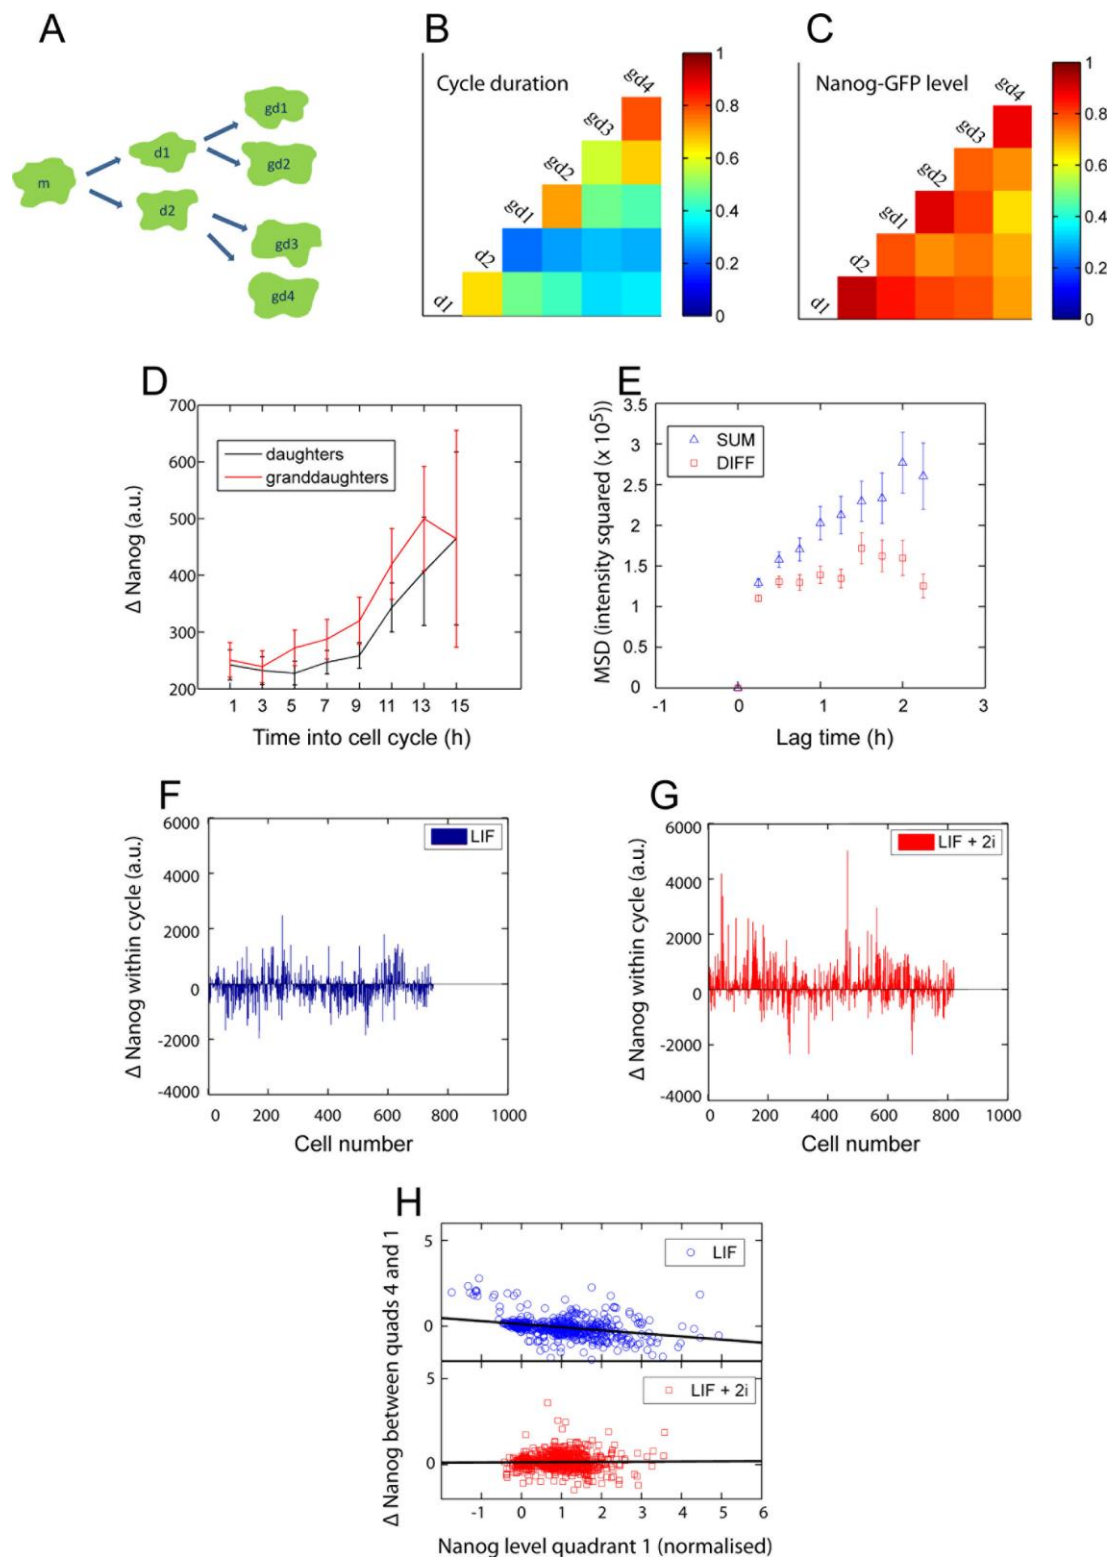 A
B
C
m
d1
d2
gd1
gd2
gd3
gd4
Cycle duration
d1
d2
gd1
gd2
gd3
gd4
1
0.8
0.6
0.4
0.2
0
Nanog-GFP level
d1
d2
gd1
gd2
gd3
gd4
1
0.8
0.6
0.4
0.2
0
D
Δ Nanog (a.u.)
700
600
500
400
300
200
daughters
granddaughters
1 3 5 7 9 11 13 15
Time into cell cycle (h)
E
MSD (intensity squared (x 10⁵))
3.5
3
2.5
2
1.5
1
0.5
0
SUM
DIFF
-1 0 1 2 3
Lag time (h)
F
Δ Nanog within cycle (a.u.)
6000
4000
2000
0
-2000
-4000
LIF
0 200 400 600 800 1000
Cell number
G
Δ Nanog within cycle (a.u.)
6000
4000
2000
0
-2000
-4000
LIF + 2i
0 200 400 600 800 1000
Cell number
H
Δ Nanog between quads 4 and 1
5
0
LIF
5
0
LIF + 2i
-1 0 1 2 3 4 5 6
Nanog level quadrant 1 (normalised)